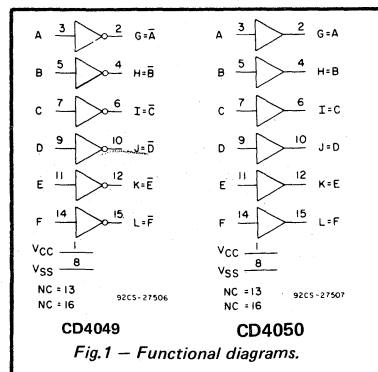 A 3 2 G=A̅
B 5 4 H=B̅
C 7 6 I=C̅
D 9 10 J=D̅
E 11 12 K=E̅
F 14 15 L=F̅
VCC 1
VSS 8
NC =13
NC =16
92CS-27506
CD4049
A 3 2 G=A
B 5 4 H=B
C 7 6 I=C
D 9 10 J=D
E 11 12 K=E
F 14 15 L=F
VCC 1
VSS 8
NC =13
NC =16
92CS-27507
CD4050
Fig.1 — Functional diagrams.